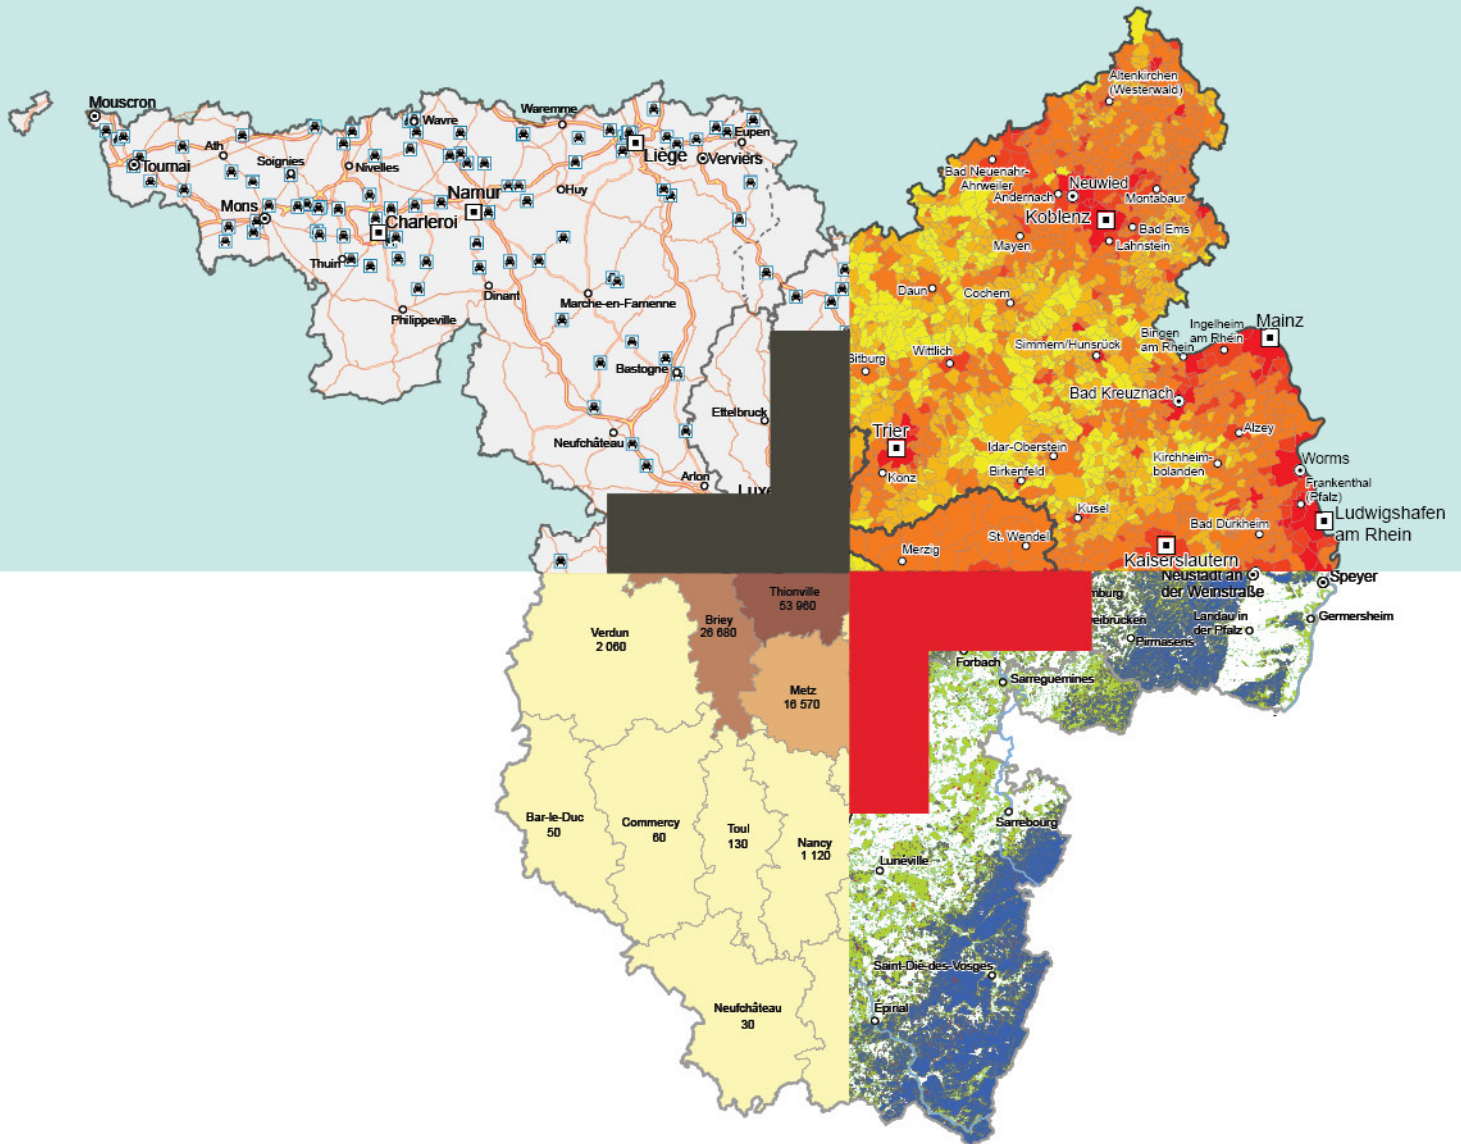 Mouscron
Tournai
Ath
Soignies
Mons
Nivelles
Wavre
Waremme
Liège
Verviers
Eupen
Namur
Charleroi
Huy
Thuin
Dinant
Philippeville
Marche-en-Famenne
Bastogne
Neufchâteau
Arlon
Ettelbruck
Luxe
Altenkirchen
(Westerwald)
Bad Neuenahr-
Ahrweiler
Andernach
Neuwied
Montabaur
Koblenz
Bad Ems
Lahnstein
Mayen
Daun
Cochem
Bitburg
Wittlich
Simmern/Hunsrück
Bingen
am Rhein
Ingelheim
am Rhein
Mainz
Bad Kreuznach
Alzey
Trier
Konz
Idar-Oberstein
Birkenfeld
Kirchheim-
bolanden
Worms
Frankenthal
(Pfalz)
Ludwigshafen
am Rhein
Kusel
Bad Dürkheim
Merzig
St. Wendel
Kaiserslautern
Neustadt an
der Weinstraße
Speyer
Germersheim
Landau in
der Pfalz
mburg
eibrücken
Pirmasens
Forbach
Sarreguemines
Sarrebourg
Lunéville
Saint-Dié-des-Vosges
Épinal
Thionville
53 960
Briey
26 680
Verdun
2 060
Metz
16 570
Bar-le-Duc
50
Commercy
60
Toul
130
Nancy
1 120
Neufchâteau
30